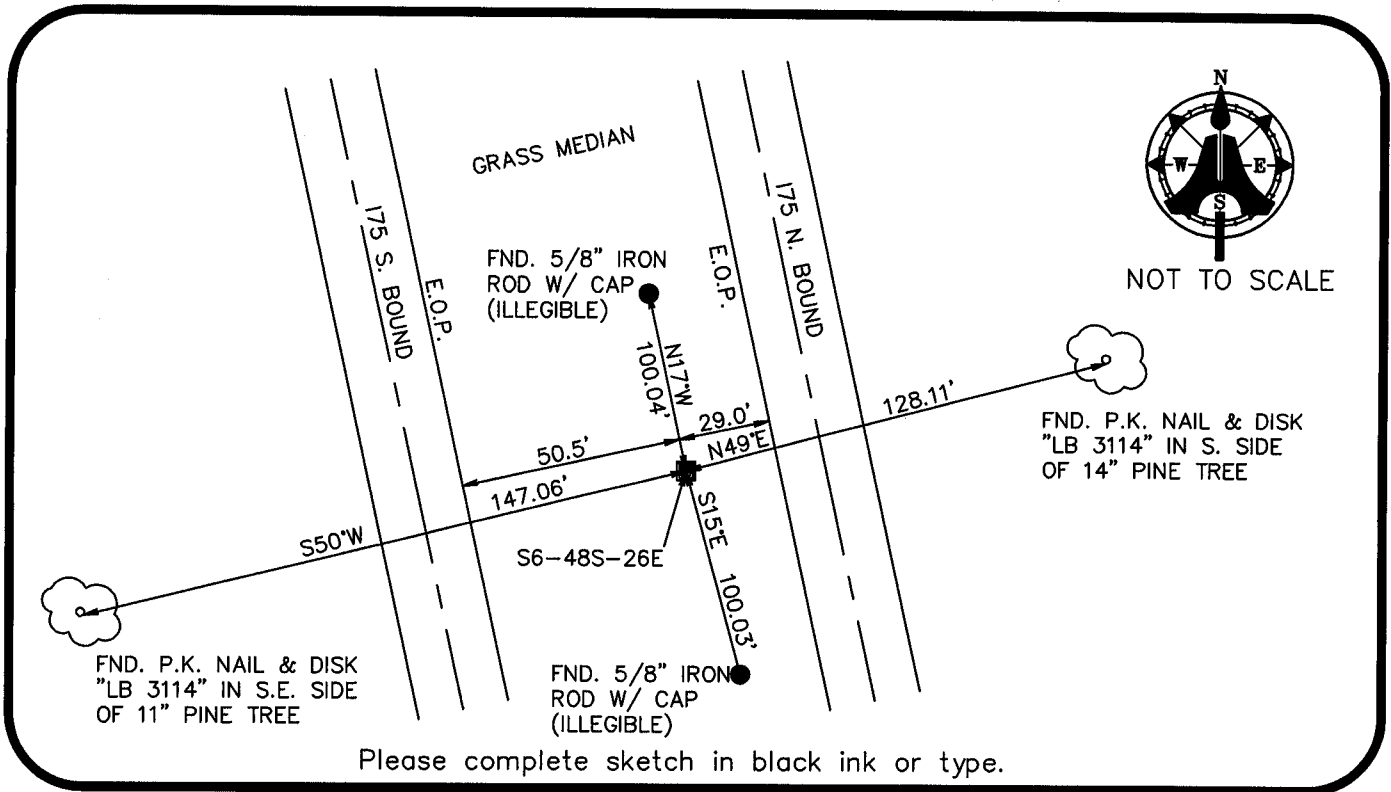 GRASS MEDIAN
N
W
E
S
NOT TO SCALE
I75 S. BOUND
E.O.P.
FND. 5/8" IRON
ROD W/ CAP
(ILLEGIBLE)
E.O.P.
I75 N. BOUND
N17°W
100.04'
29.0'
128.11'
FND. P.K. NAIL & DISK
"LB 3114" IN S. SIDE
OF 14" PINE TREE
50.5'
N49°E
147.06'
S50°W
S6-48S-26E
S15°E 100.03'
FND. P.K. NAIL & DISK
"LB 3114" IN S.E. SIDE
OF 11" PINE TREE
FND. 5/8" IRON
ROD W/ CAP
(ILLEGIBLE)
Please complete sketch in black ink or type.